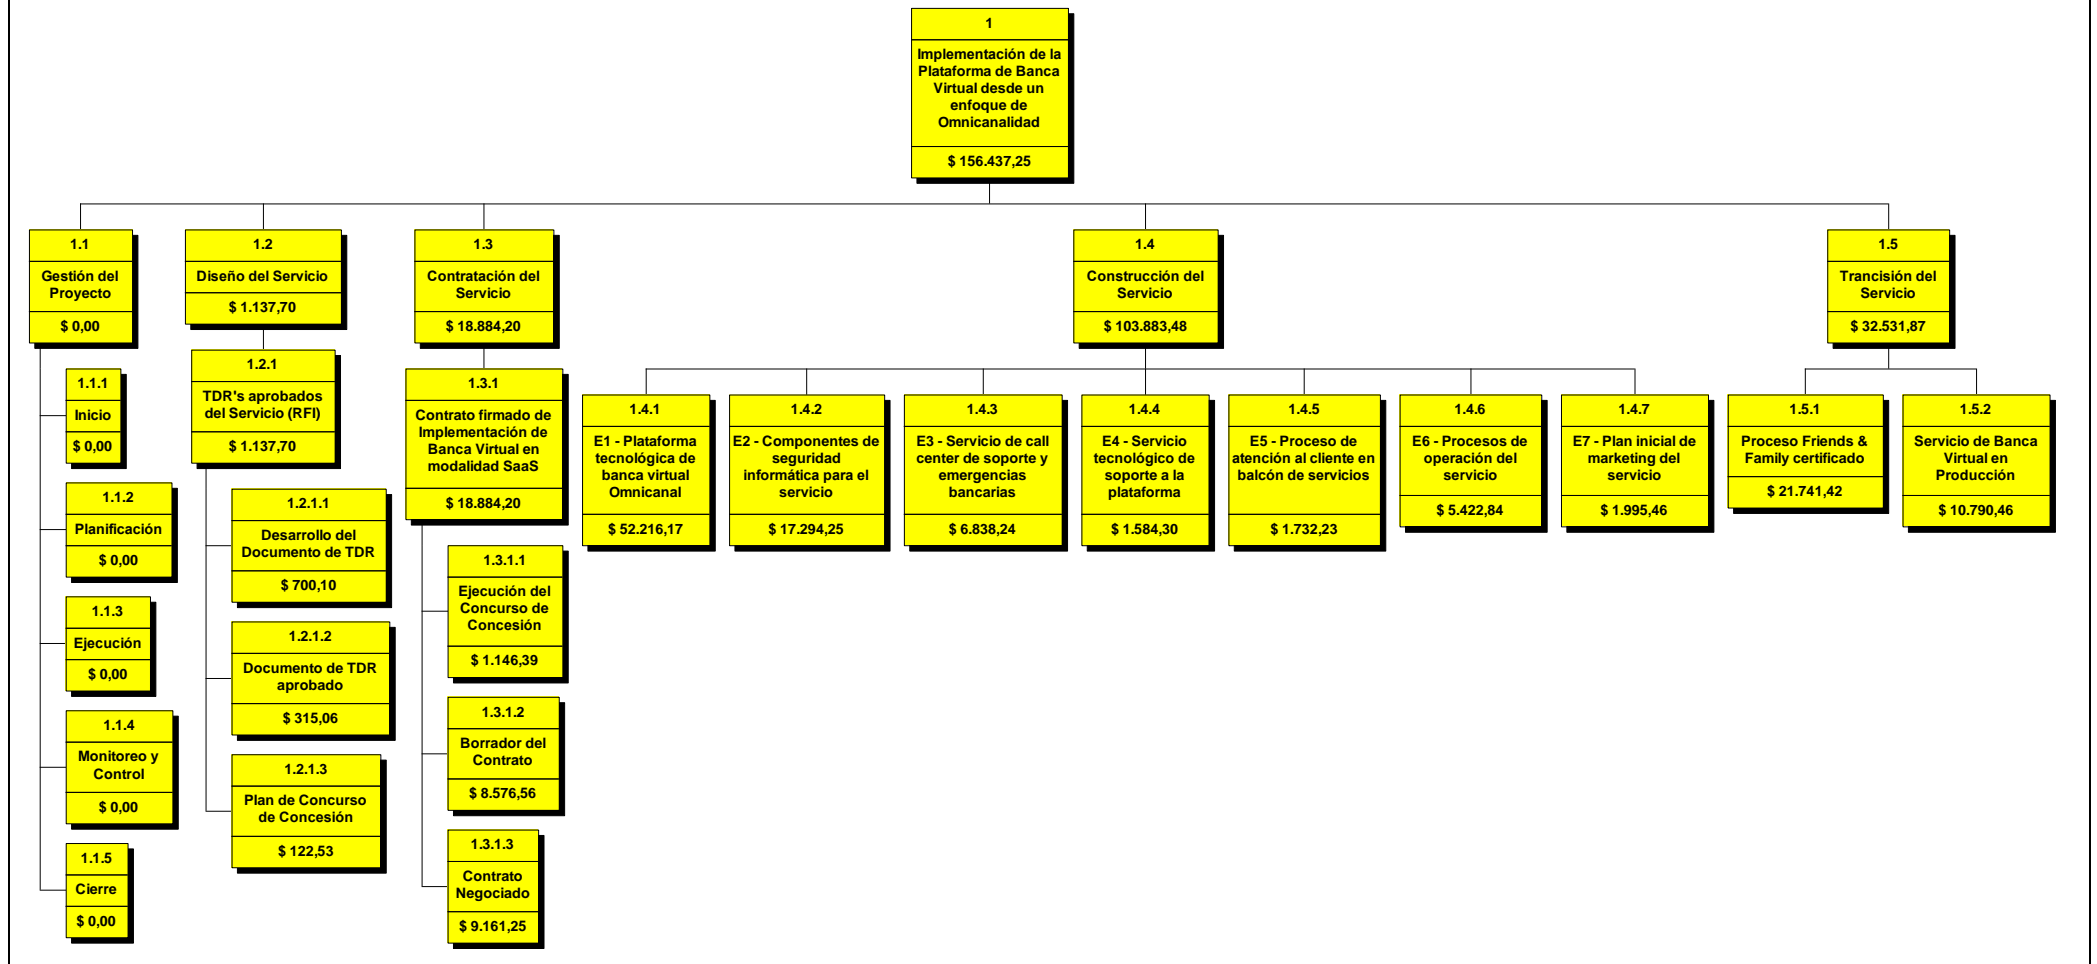 1
Implementación de la
Plataforma de Banca
Virtual desde un
enfoque de
Omnicanalidad
$ 156.437,25
1.1
Gestión del
Proyecto
$ 0,00
1.1.1
Inicio
$ 0,00
1.1.2
Planificación
$ 0,00
1.1.3
Ejecución
$ 0,00
1.1.4
Monitoreo y
Control
$ 0,00
1.1.5
Cierre
$ 0,00
1.2
Diseño del Servicio
$ 1.137,70
1.2.1
TDR's aprobados
del Servicio (RFI)
$ 1.137,70
1.2.1.1
Desarrollo del
Documento de TDR
$ 700,10
1.2.1.2
Documento de TDR
aprobado
$ 315,06
1.2.1.3
Plan de Concurso
de Concesión
$ 122,53
1.3
Contratación del
Servicio
$ 18.884,20
1.3.1
Contrato firmado de
Implementación de
Banca Virtual en
modalidad SaaS
$ 18.884,20
1.3.1.1
Ejecución del
Concurso de
Concesión
$ 1.146,39
1.3.1.2
Borrador del
Contrato
$ 8.576,56
1.3.1.3
Contrato
Negociado
$ 9.161,25
1.4
Construcción del
Servicio
$ 103.883,48
1.4.1
E1 - Plataforma
tecnológica de
banca virtual
Omnicanal
$ 52.216,17
1.4.2
E2 - Componentes de
seguridad
informática para el
servicio
$ 17.294,25
1.4.3
E3 - Servicio de call
center de soporte y
emergencias
bancarias
$ 6.838,24
1.4.4
E4 - Servicio
tecnológico de
soporte a la
plataforma
$ 1.584,30
1.4.5
E5 - Proceso de
atención al cliente en
balcón de servicios
$ 1.732,23
1.4.6
E6 - Procesos de
operación del
servicio
$ 5.422,84
1.4.7
E7 - Plan inicial de
marketing del
servicio
$ 1.995,46
1.5
Trancisión del
Servicio
$ 32.531,87
1.5.1
Proceso Friends &
Family certificado
$ 21.741,42
1.5.2
Servicio de Banca
Virtual en
Producción
$ 10.790,46